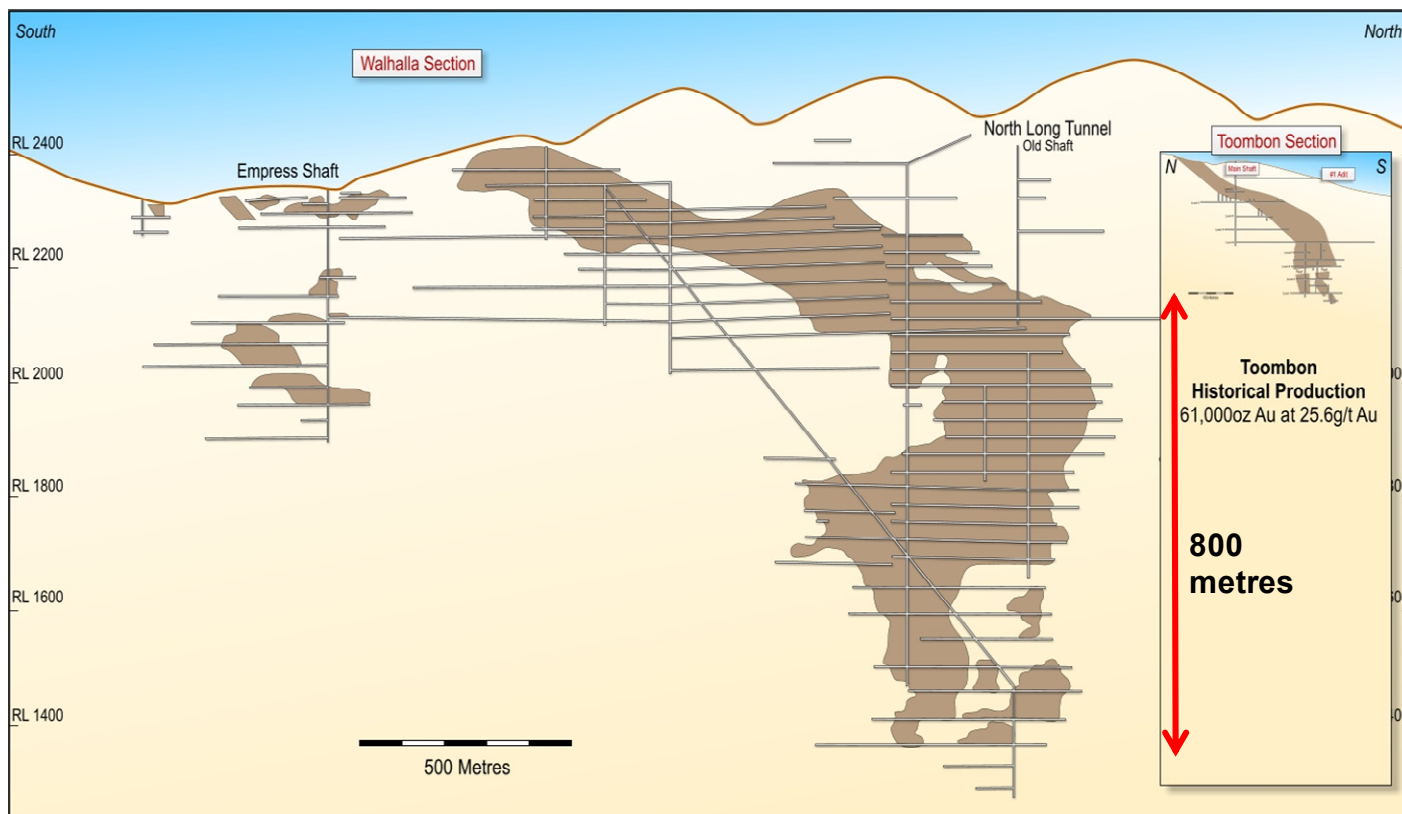 South
North
Walhalla Section
RL 2400
Empress Shaft
North Long Tunnel
Old Shaft
Toombon Section
N
Main Shaft
#1 Adit
S
RL 2200
RL 2000
Toombon
Historical Production
61,000oz Au at 25.6g/t Au
RL 1800
800
metres
RL 1600
RL 1400
500 Metres